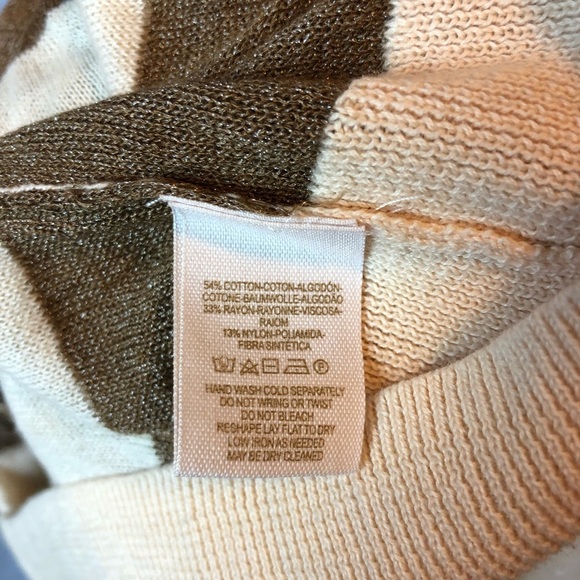 54% COTTON-COTON-ALGODÓN-
COTONE-BAUMWOLLE-ALGODÃO
33% RAYON-RAYONNE-VISCOSA-
RAIOM
13% NYLON-POLIAMIDA-
FIBRA SINTÉTICA
HAND WASH COLD SEPARATELY
DO NOT WRING OR TWIST
DO NOT BLEACH
RESHAPE LAY FLAT TO DRY
LOW IRON AS NEEDED
MAY BE DRY CLEANED